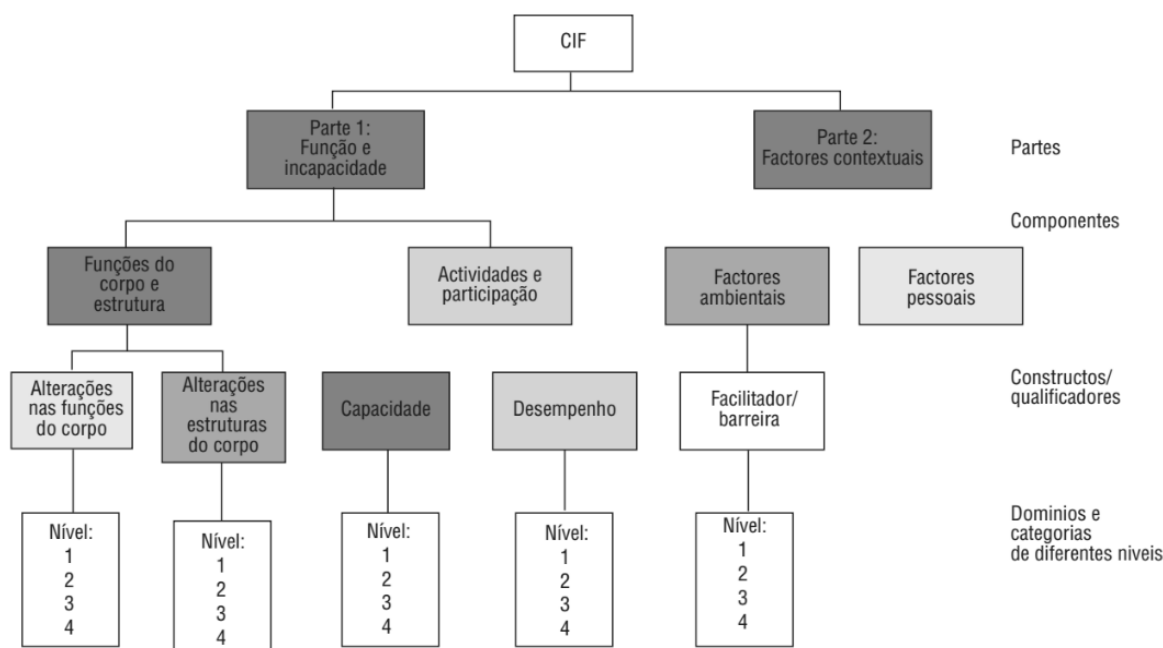 CIF
Parte 1:
Função e
incapacidade
Parte 2:
Factores contextuais
Partes
Componentes
Funções do
corpo e
estrutura
Actividades e
participação
Factores
ambientais
Factores
pessoais
Alterações
nas funções
do corpo
Alterações
nas
estruturas
do corpo
Capacidade
Desempenho
Facilitador/
barreira
Constructos/
qualificadores
Nível:
1
2
3
4
Nível:
1
2
3
4
Nível:
1
2
3
4
Nível:
1
2
3
4
Nível:
1
2
3
4
Dominios e
categorias
de diferentes niveis